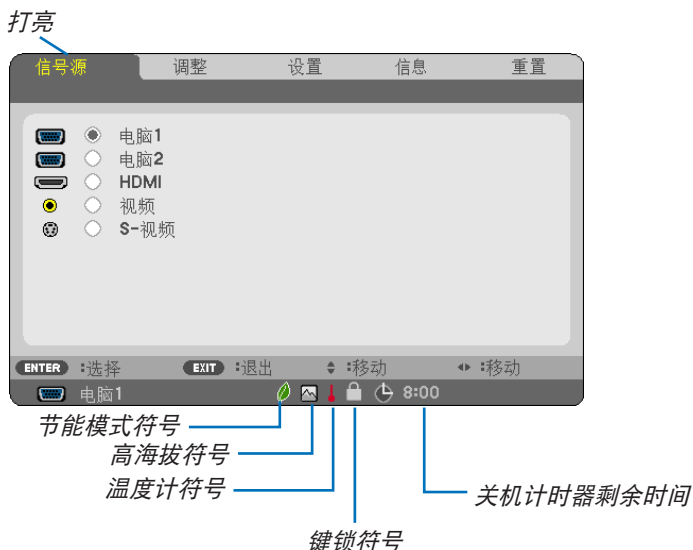 打亮
信号源 调整 设置 信息 重置
电脑1
电脑2
HDMI
视频
S-视频
ENTER :选择 EXIT :退出 :移动 :移动
电脑1 8:00
节能模式符号
高海拔符号
温度计符号
关机计时器剩余时间
键锁符号